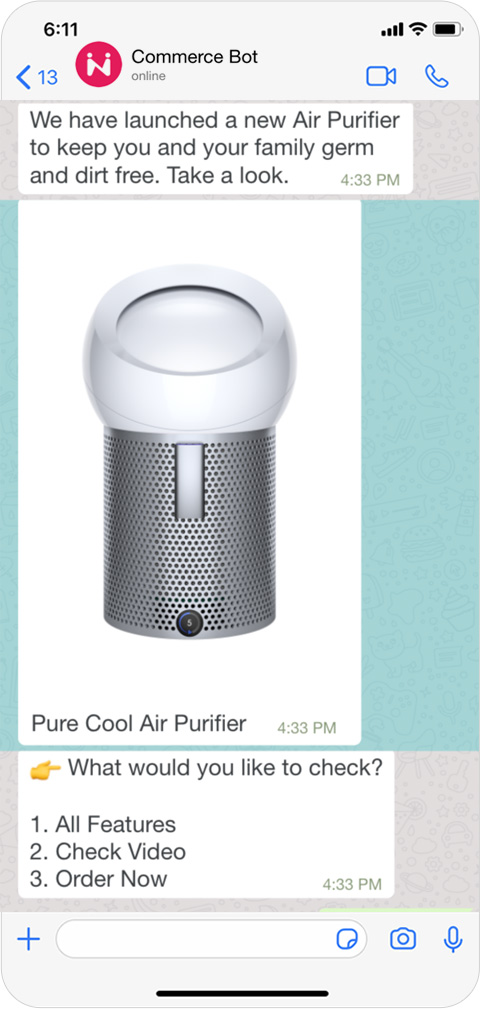 6:11
13
Commerce Bot
online
We have launched a new Air Purifier
to keep you and your family germ
and dirt free. Take a look.
4:33 PM
5
Pure Cool Air Purifier
4:33 PM
👉 What would you like to check?
1. All Features
2. Check Video
3. Order Now
4:33 PM